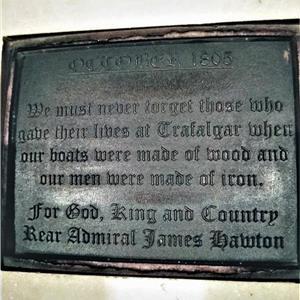 OCTOBER 1805
We must never forget those who
gave their lives at Trafalgar when
our boats were made of wood and
our men were made of iron.
For God, King and Country
Rear Admiral James Hawton